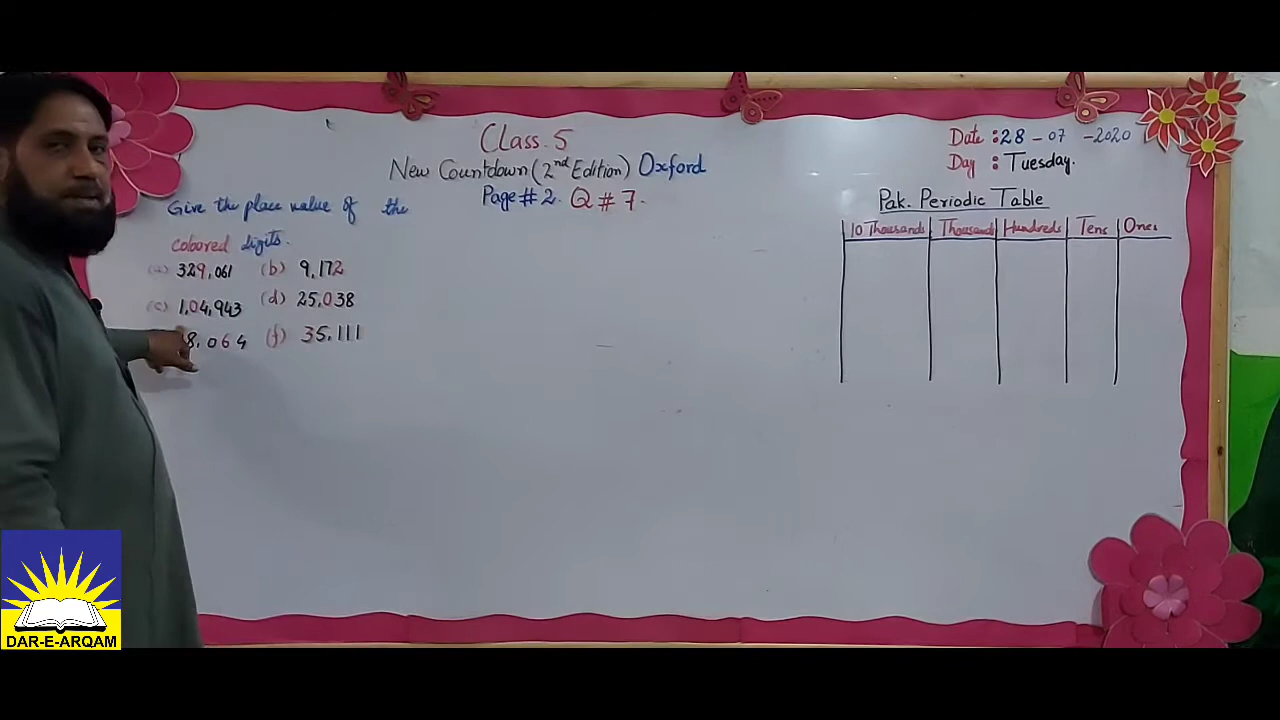 Class. 5
New Countdown (2nd Edition) Oxford
Page # 2. Q # 7.
Date : 28 - 07 - 2020
Day : Tuesday.
Give the place value of the
colored digits.
(a) 329,061 (b) 9,172
(c) 1,04,943 (d) 25,038
8,064 (f) 35,111
Pak. Periodic Table
10 Thousands Thousands Hundreds Tens Ones
DAR-E-ARQAM